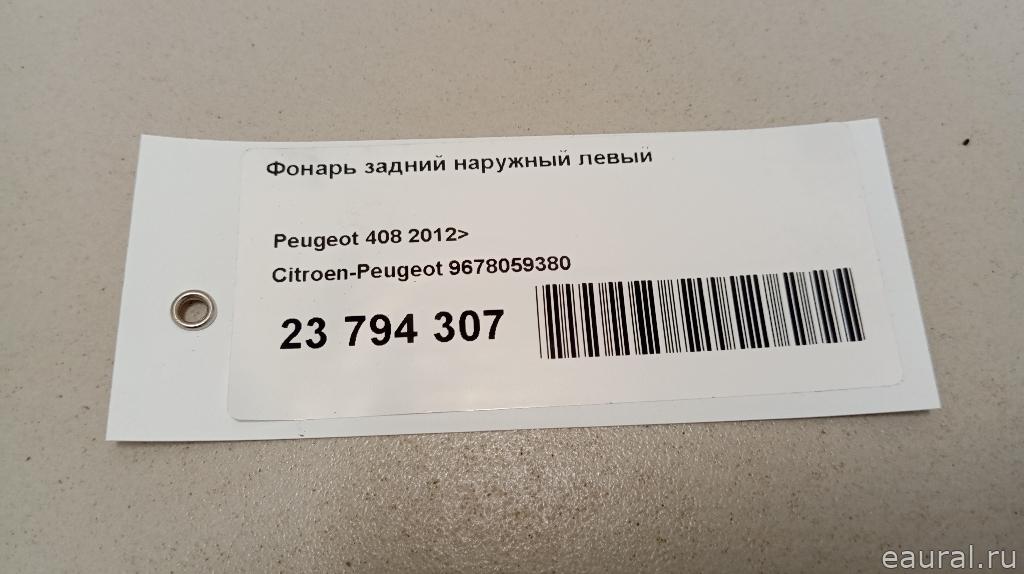 Фонарь задний наружный левый
Peugeot 408 2012>
Citroen-Peugeot 9678059380
23 794 307
eaural.ru